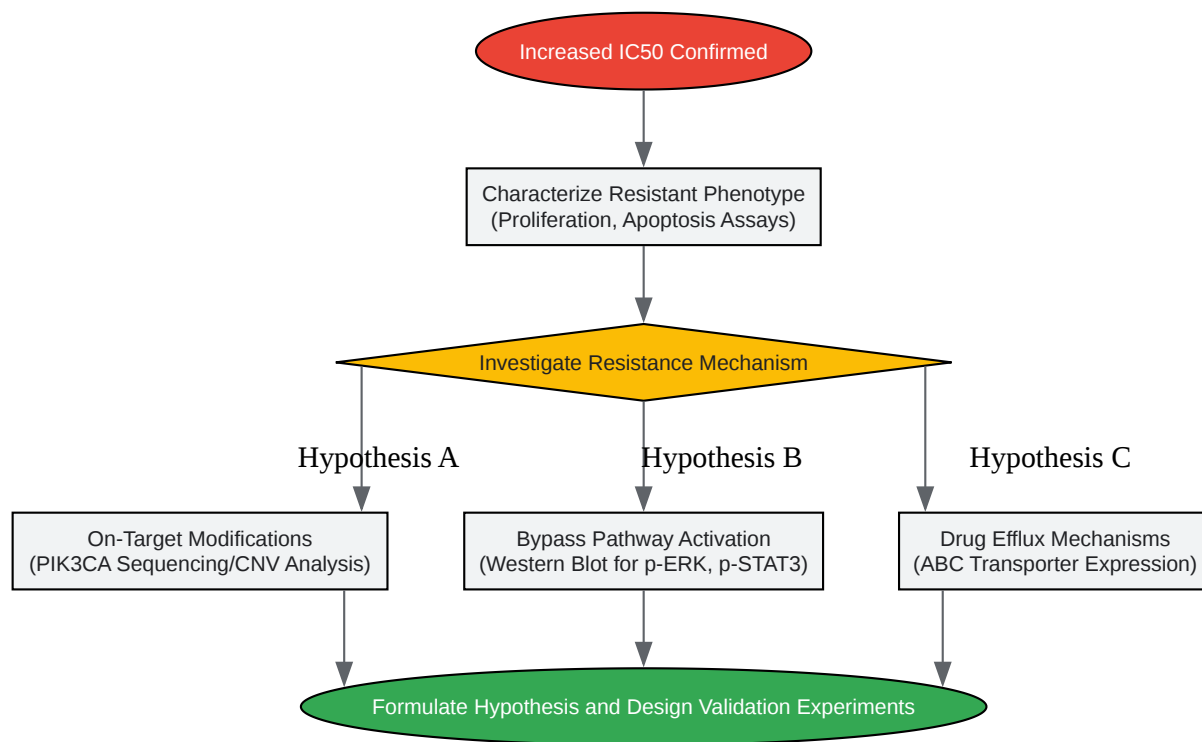 Increased IC50 Confirmed
Characterize Resistant Phenotype
(Proliferation, Apoptosis Assays)
Investigate Resistance Mechanism
Hypothesis A
Hypothesis B
Hypothesis C
On-Target Modifications
(PIK3CA Sequencing/CNV Analysis)
Bypass Pathway Activation
(Western Blot for p-ERK, p-STAT3)
Drug Efflux Mechanisms
(ABC Transporter Expression)
Formulate Hypothesis and Design Validation Experiments